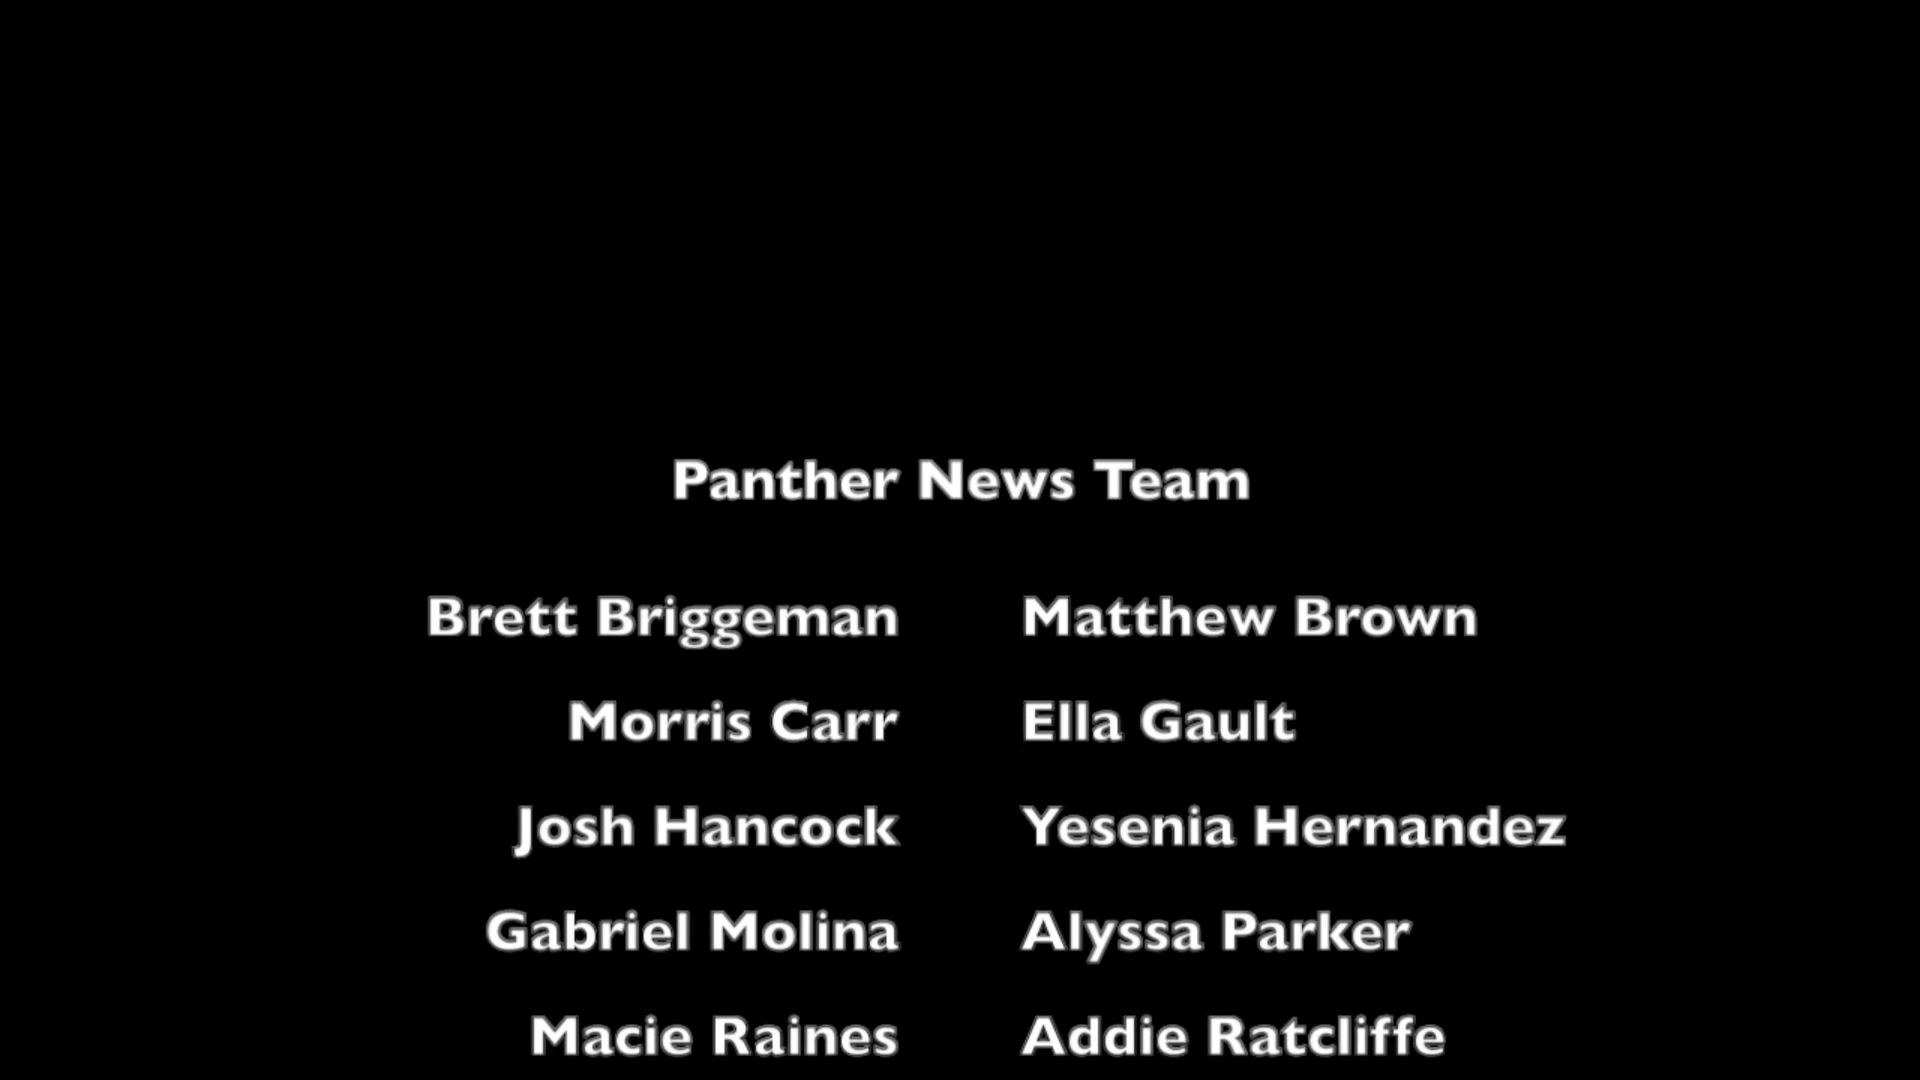 Panther News Team
Brett Briggeman Matthew Brown
Morris Carr Ella Gault
Josh Hancock Yesenia Hernandez
Gabriel Molina Alyssa Parker
Macie Raines Addie Ratcliffe